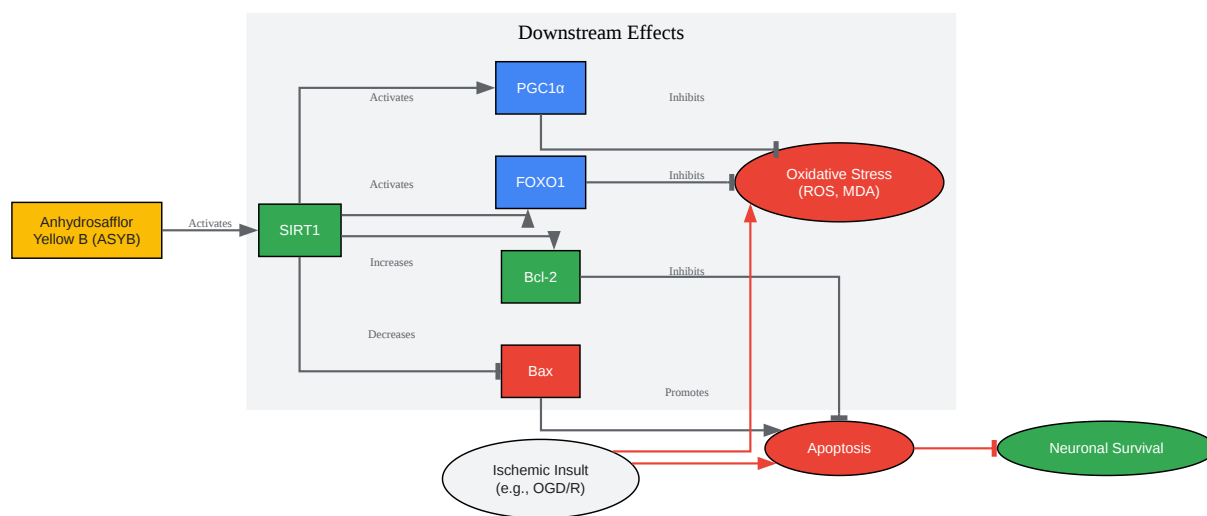 Downstream Effects
PGC1α
Activates
Inhibits
Oxidative Stress
(ROS, MDA)
Activates
FOXO1
Inhibits
Anhydrosafflor
Yellow B (ASYB)
Activates
SIRT1
Increases
Bcl-2
Inhibits
Decreases
Bax
Promotes
Ischemic Insult
(e.g., OGD/R)
Apoptosis
Neuronal Survival